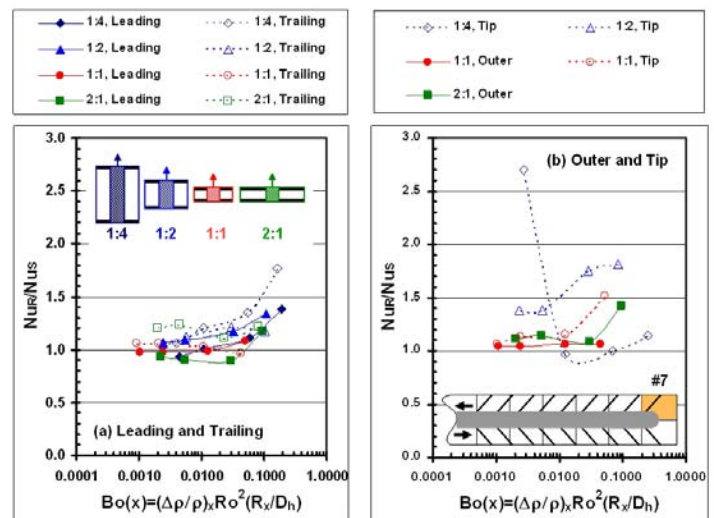 1:4, Leading 1:4, Trailing
1:2, Leading 1:2, Trailing
1:1, Leading 1:1, Trailing
2:1, Leading 2:1, Trailing
1:4, Tip 1:2, Tip
1:1, Outer 1:1, Tip
2:1, Outer
3.0
2.5
2.0
1.5
1.0
0.5
0.0
NuR/NuS
1:4 1:2 1:1 2:1
(a) Leading and Trailing
0.0001 0.0010 0.0100 0.1000 1.0000
Bo(x)=(Δρ/ρ)xRo²(Rx/Dh)
3.0
2.5
2.0
1.5
1.0
0.5
0.0
NuR/NuS
(b) Outer and Tip
#7
0.0001 0.0010 0.0100 0.1000 1.0000
Bo(x)=(Δρ/ρ)xRo²(Rx/Dh)